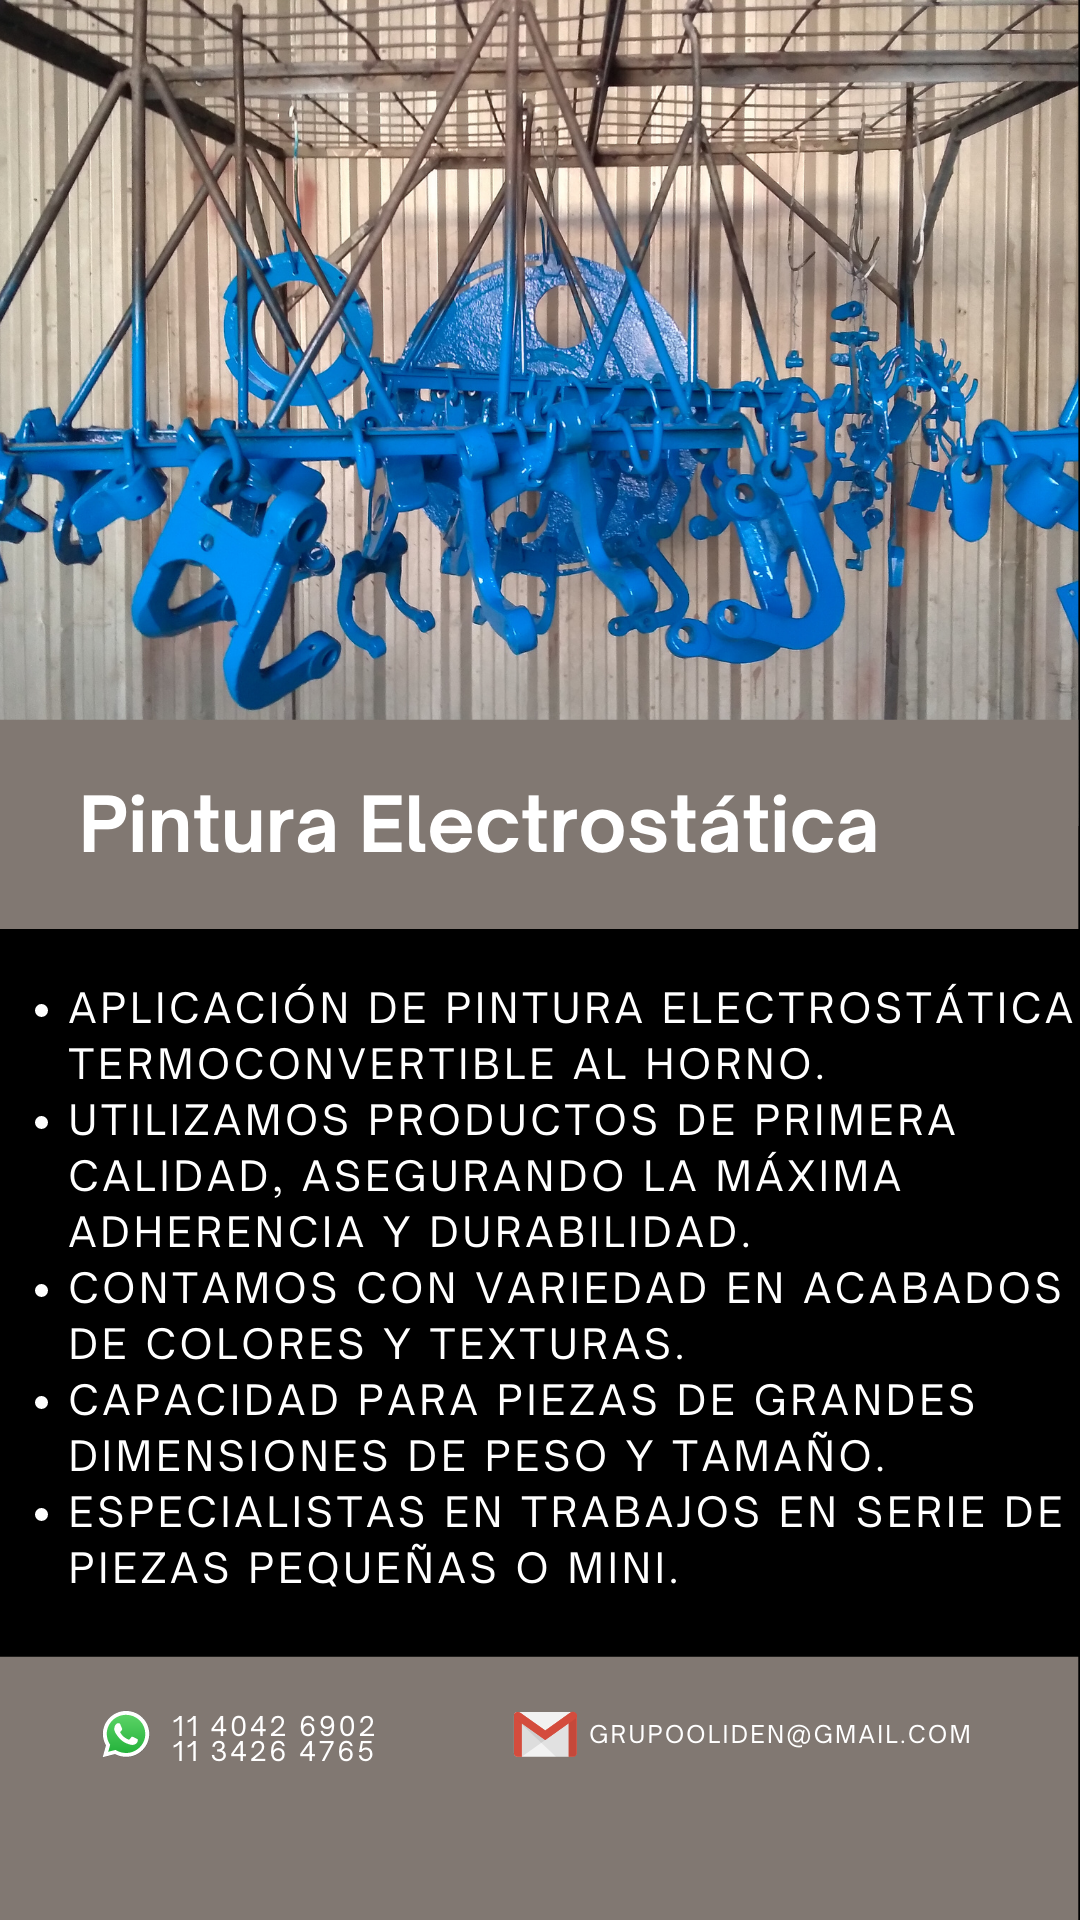 Pintura Electrostática
• APLICACIÓN DE PINTURA ELECTROSTÁTICA
TERMOCONVERTIBLE AL HORNO.
• UTILIZAMOS PRODUCTOS DE PRIMERA
CALIDAD, ASEGURANDO LA MÁXIMA
ADHERENCIA Y DURABILIDAD.
• CONTAMOS CON VARIEDAD EN ACABADOS
DE COLORES Y TEXTURAS.
• CAPACIDAD PARA PIEZAS DE GRANDES
DIMENSIONES DE PESO Y TAMAÑO.
• ESPECIALISTAS EN TRABAJOS EN SERIE DE
PIEZAS PEQUEÑAS O MINI.
11 4042 6902
11 3426 4765
GRUPOOLIDEN@GMAIL.COM